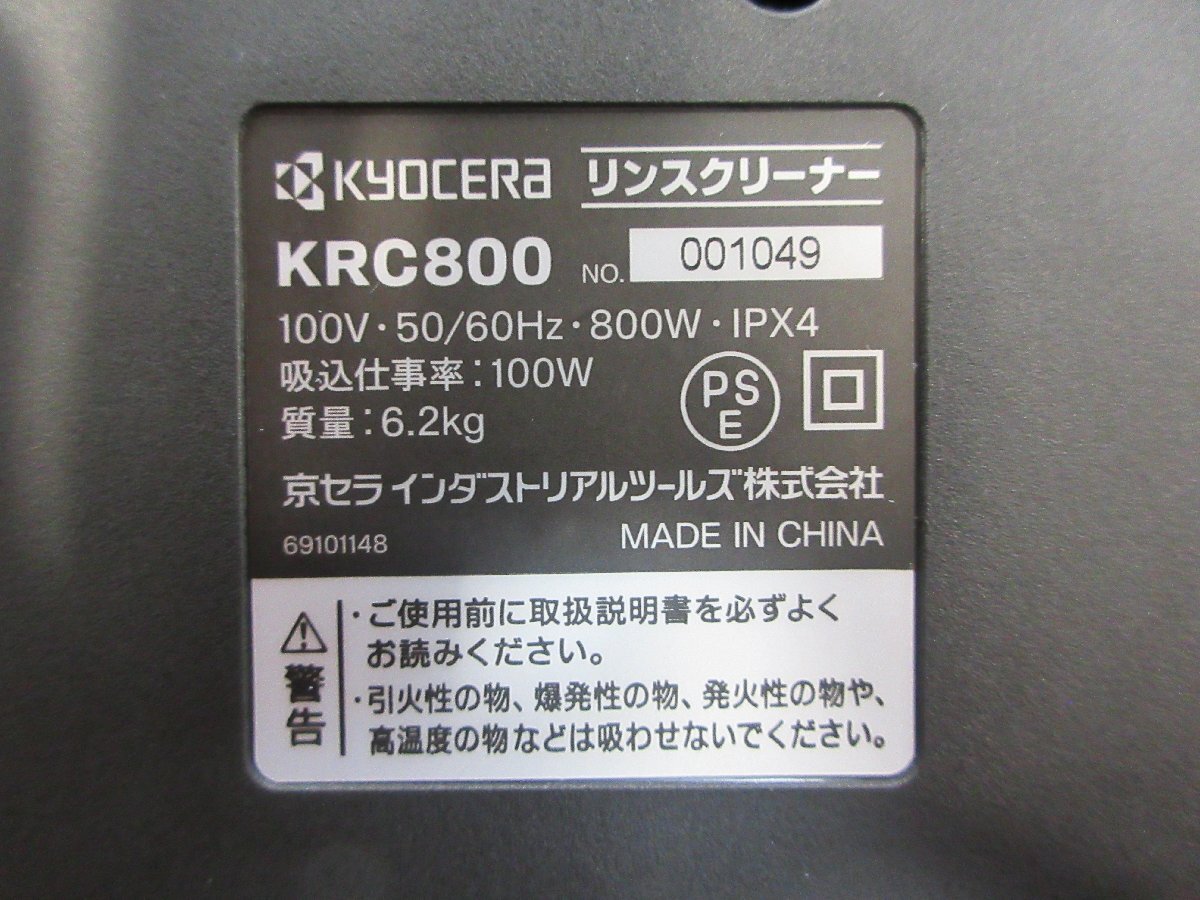 KYOCERA リンスクリーナー
KRC800 NO. 001049
100V・50/60Hz・800W・IPX4
吸込仕事率：100W
質量：6.2kg
PS
E
京セラ インダストリアルツールズ株式会社
69101148 MADE IN CHINA
警告
・ご使用前に取扱説明書を必ずよく
お読みください。
・引火性の物、爆発性の物、発火性の物や、
高温度の物などは吸わせないでください。